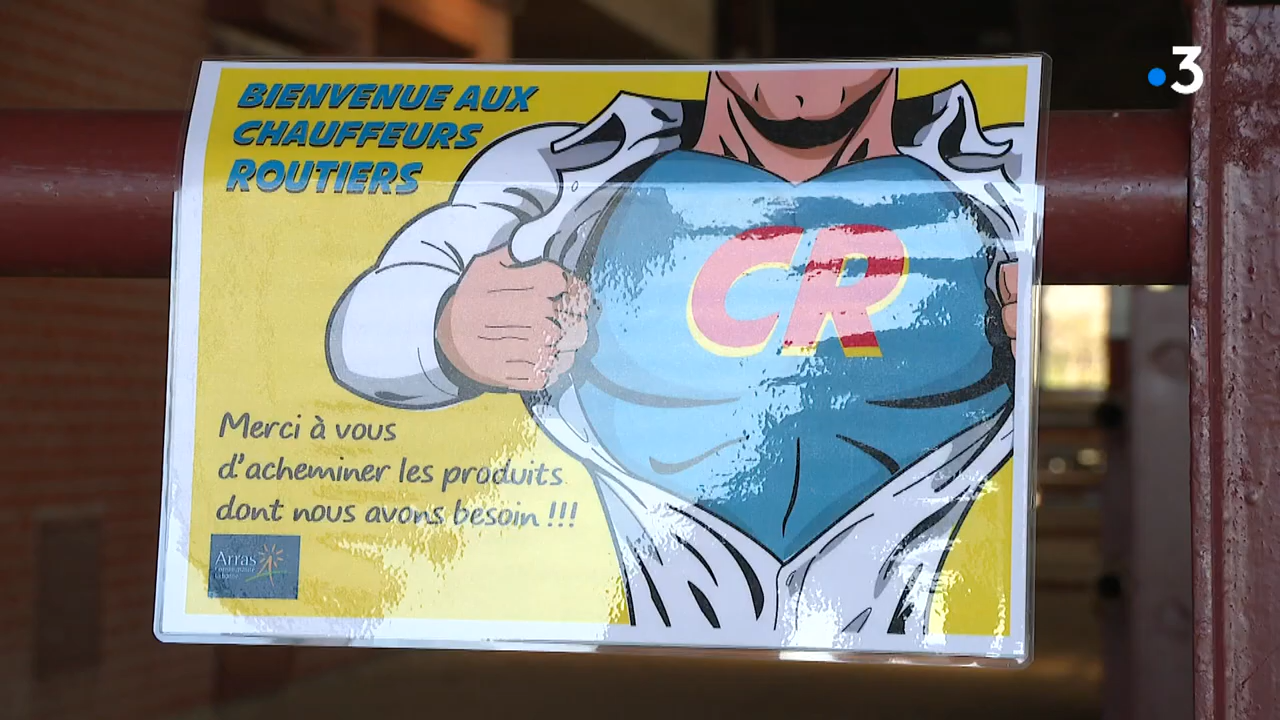 3
BIENVENUE AUX
CHAUFFEURS
ROUTIERS
CR
Merci à vous
d'acheminer les produits
dont nous avons besoin !!!
Arras